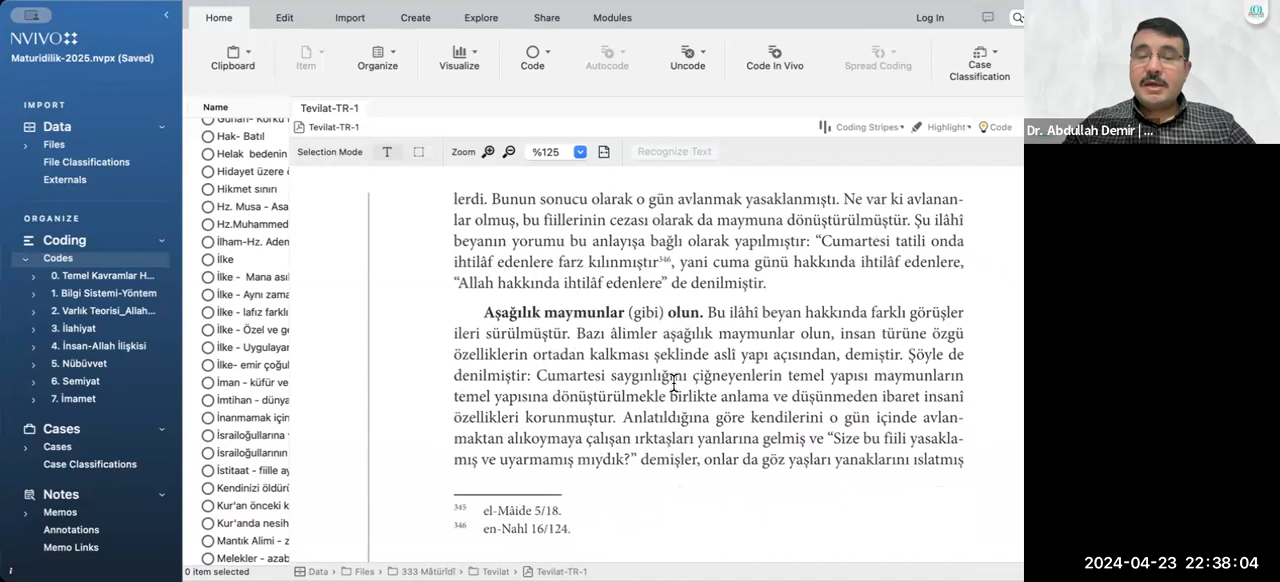 Home Edit Import Create Explore Share Modules Log In
NVIVO
Maturidilik-2025.nvpx (Saved)
Clipboard Item Organize Visualize Code Autocode Uncode Code In Vivo Spread Coding Case Classification
IMPORT
Data
Files
File Classifications
Externals
ORGANIZE
Coding
Codes
0. Temel Kavramlar H...
1. Bilgi Sistemi-Yöntem
2. Varlık Teorisi_Allah...
3. İlahiyat
4. İnsan-Allah İlişkisi
5. Nübüvvet
6. Semiyat
7. İmamet
Cases
Cases
Case Classifications
Notes
Memos
Annotations
Memo Links
Name
Hak- Batıl
Helak bedenin
Hidayet üzere
Hikmet sınırı
Hz. Musa - Asa
Hz.Muhammed
İlham-Hz. Adem
İlke
İlke - Mana ası
İlke - Aynı zama
İlke - lafız farklı
İlke - Özel ve ge
İlke - Uygulayar
İlke- emir çoğul
İman - küfür ve
İmtihan - dünya
İnanmamak için
İsrailoğullarına
İsrailoğullarının
İstitaat - fiille ay
Kendinizi öldürü
Kur'an önceki k
Kur'anda nesih
Mantık Alimi - z
Melekler - azab
0 item selected
Tevilat-TR-1
Tevilat-TR-1 Coding Stripes Highlight Code
Selection Mode T Zoom %125 Recognize Text
lerdi. Bunun sonucu olarak o gün avlanmak yasaklanmıştı. Ne var ki avlanan-
lar olmuş, bu fiillerinin cezası olarak da maymuna dönüştürülmüştür. Şu ilâhî
beyanın yorumu bu anlayışa bağlı olarak yapılmıştır: “Cumartesi tatili onda
ihtilâf edenlere farz kılınmıştır346, yani cuma günü hakkında ihtilâf edenlere,
“Allah hakkında ihtilâf edenlere” de denilmiştir.
Aşağılık maymunlar (gibi) olun. Bu ilâhî beyan hakkında farklı görüşler
ileri sürülmüştür. Bazı âlimler aşağılık maymunlar olun, insan türüne özgü
özelliklerin ortadan kalkması şeklinde aslî yapı açısından, demiştir. Şöyle de
denilmiştir: Cumartesi saygınlığını çiğneyenlerin temel yapısı maymunların
temel yapısına dönüştürülmekle birlikte anlama ve düşünmeden ibaret insanî
özellikleri korunmuştur. Anlatıldığına göre kendilerini o gün içinde avlan-
maktan alıkoymaya çalışan ırktaşları yanlarına gelmiş ve “Size bu fiili yasakla-
mış ve uyarmamış mıydık?” demişler, onlar da göz yaşları yanaklarını ıslatmış
345 el-Mâide 5/18.
346 en-Nahl 16/124.
Data Files 333 Mâtürîdî Tevilat Tevilat-TR-1
Dr. Abdullah Demir | ...
2024-04-23 22:38:04